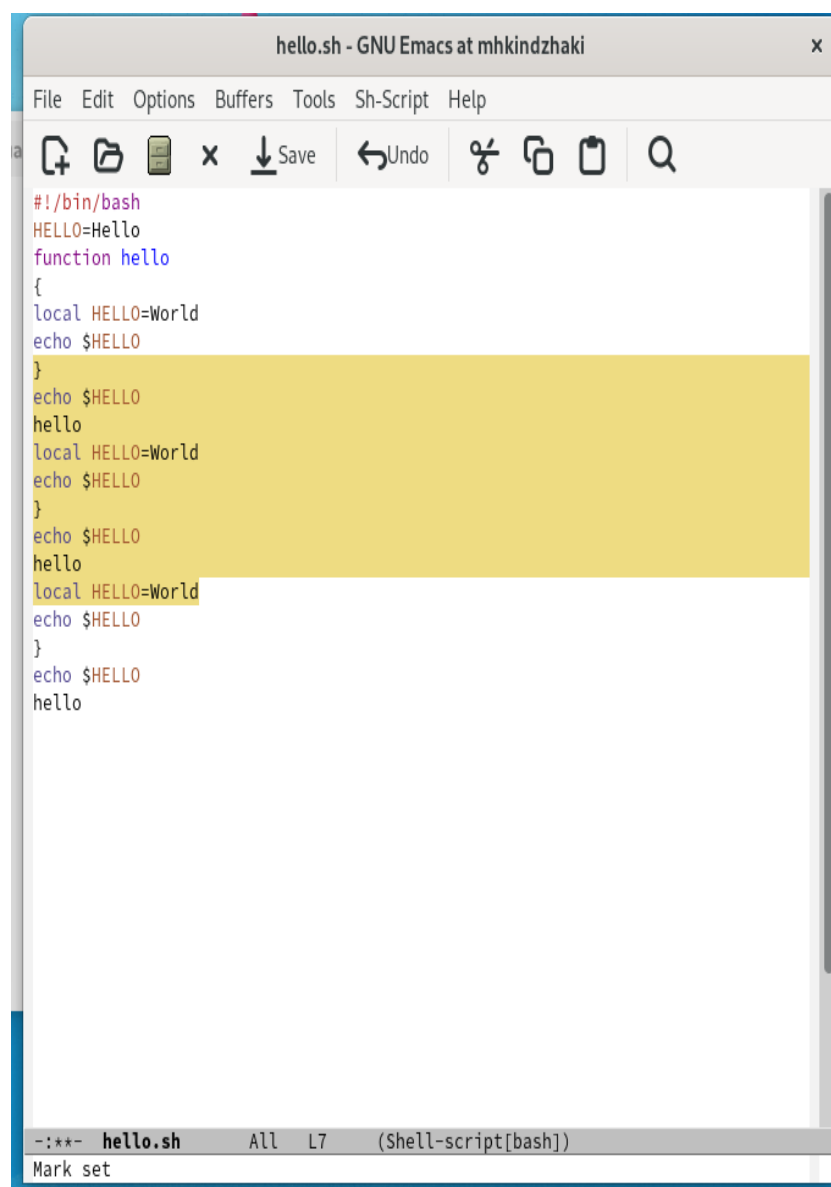 hello.sh - GNU Emacs at mhkindzhaki
File Edit Options Buffers Tools Sh-Script Help
Save Undo
#!/bin/bash
HELLO=Hello
function hello
{
local HELLO=World
echo $HELLO
}
echo $HELLO
hello
local HELLO=World
echo $HELLO
}
echo $HELLO
hello
local HELLO=World
echo $HELLO
}
echo $HELLO
hello
-:**- hello.sh All L7 (Shell-script[bash])
Mark set